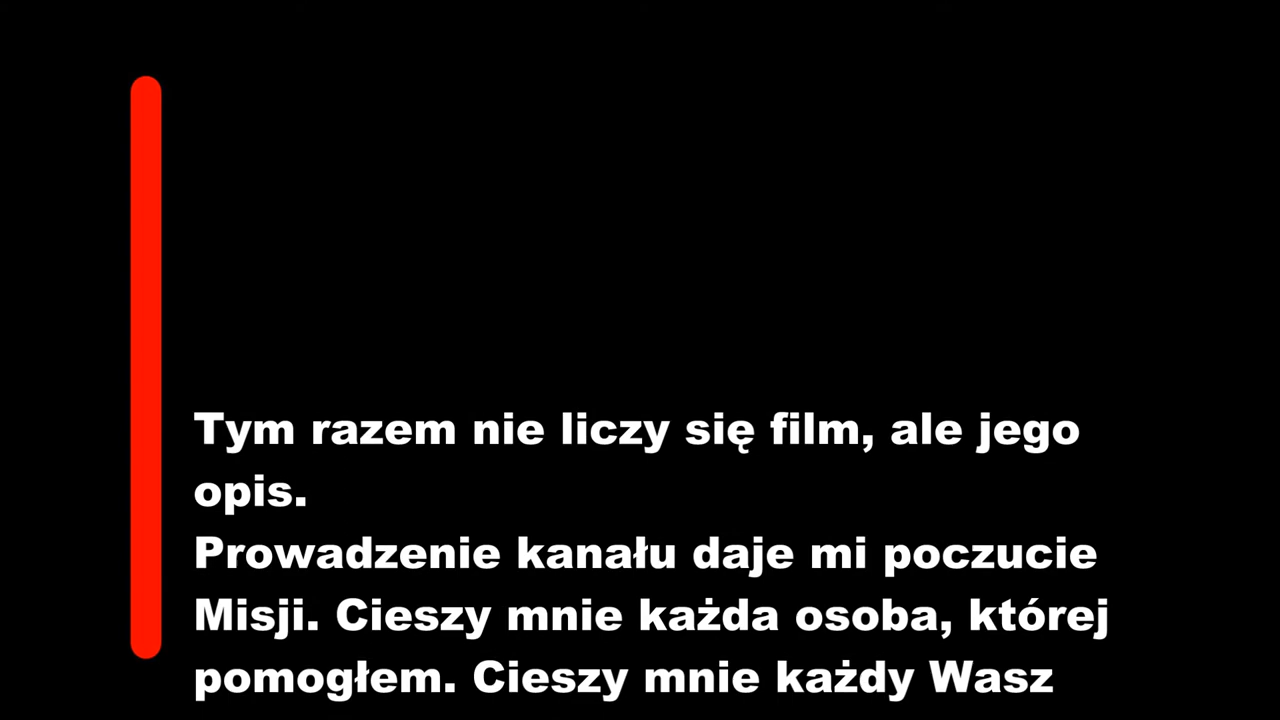 Tym razem nie liczy się film, ale jego
opis.
Prowadzenie kanału daje mi poczucie
Misji. Cieszy mnie każda osoba, której
pomogłem. Cieszy mnie każdy Wasz